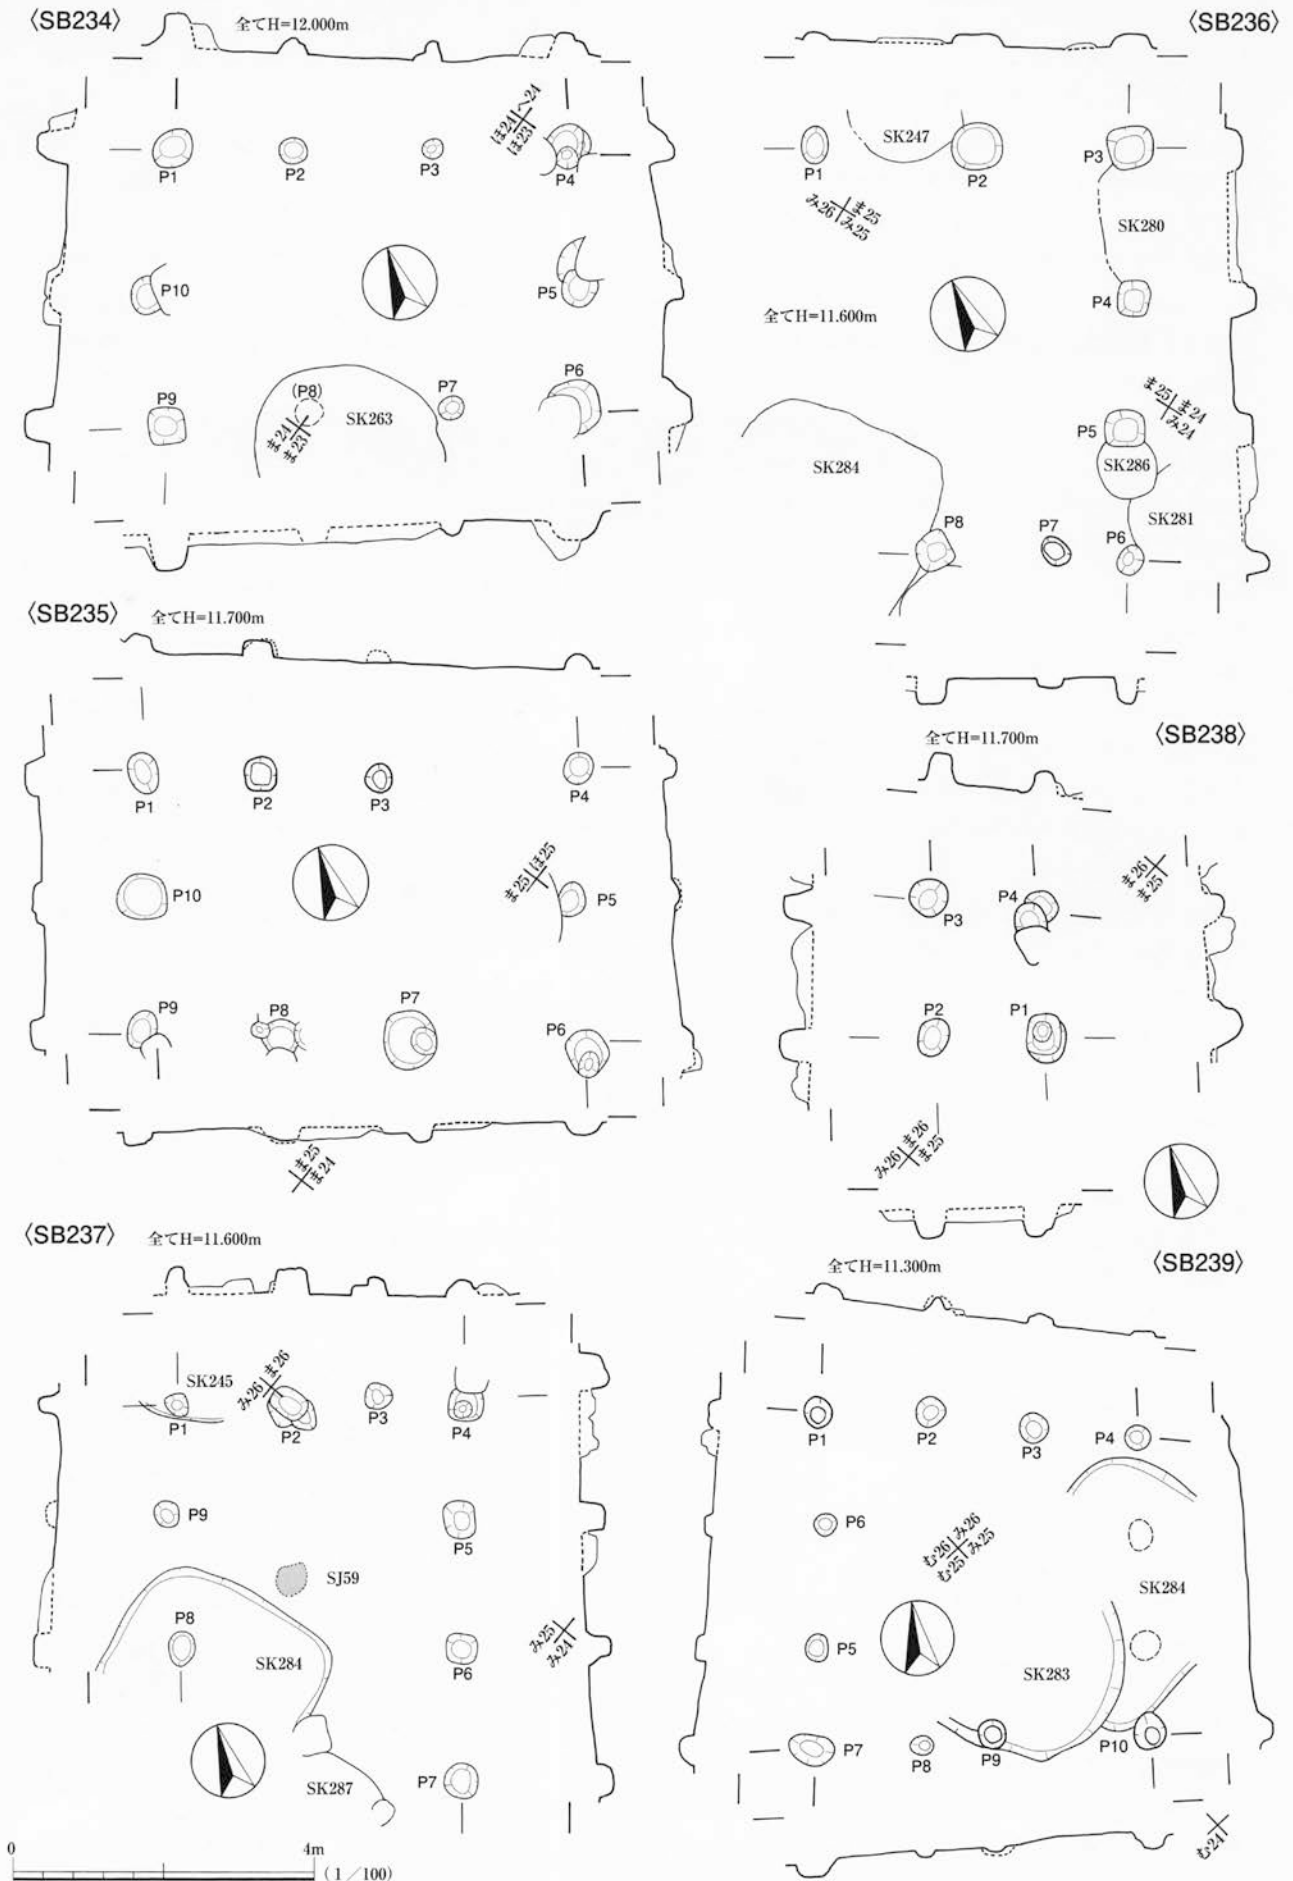 〈SB234〉
全てH=12.000m
ほ24 へ24
ほ23
P1
P2
P3
P4
P10
P5
P9
(P8)
SK263
P7
P6
ま24
ま23
〈SB236〉
P1
SK247
P2
P3
み26 ま25
み25
SK280
全てH=11.600m
P4
ま25 ま24
み24
P5
SK284
SK286
SK281
P8
P7
P6
〈SB235〉
全てH=11.700m
P1
P2
P3
P4
ま25 ほ25
P10
P5
P9
P8
P7
P6
ま25
ま24
〈SB238〉
全てH=11.700m
ま26
ま25
P3
P4
P2
P1
み26 ま26
ま25
〈SB237〉
全てH=11.600m
SK245
み26 ま26
P1
P2
P3
P4
P9
P5
SJ59
P8
SK284
P6
み25
み24
SK287
P7
〈SB239〉
全てH=11.300m
P1
P2
P3
P4
P6
む26 み26
む25 み25
SK284
P5
SK283
P7
P8
P9
P10
む24
0
4m
(1／100)